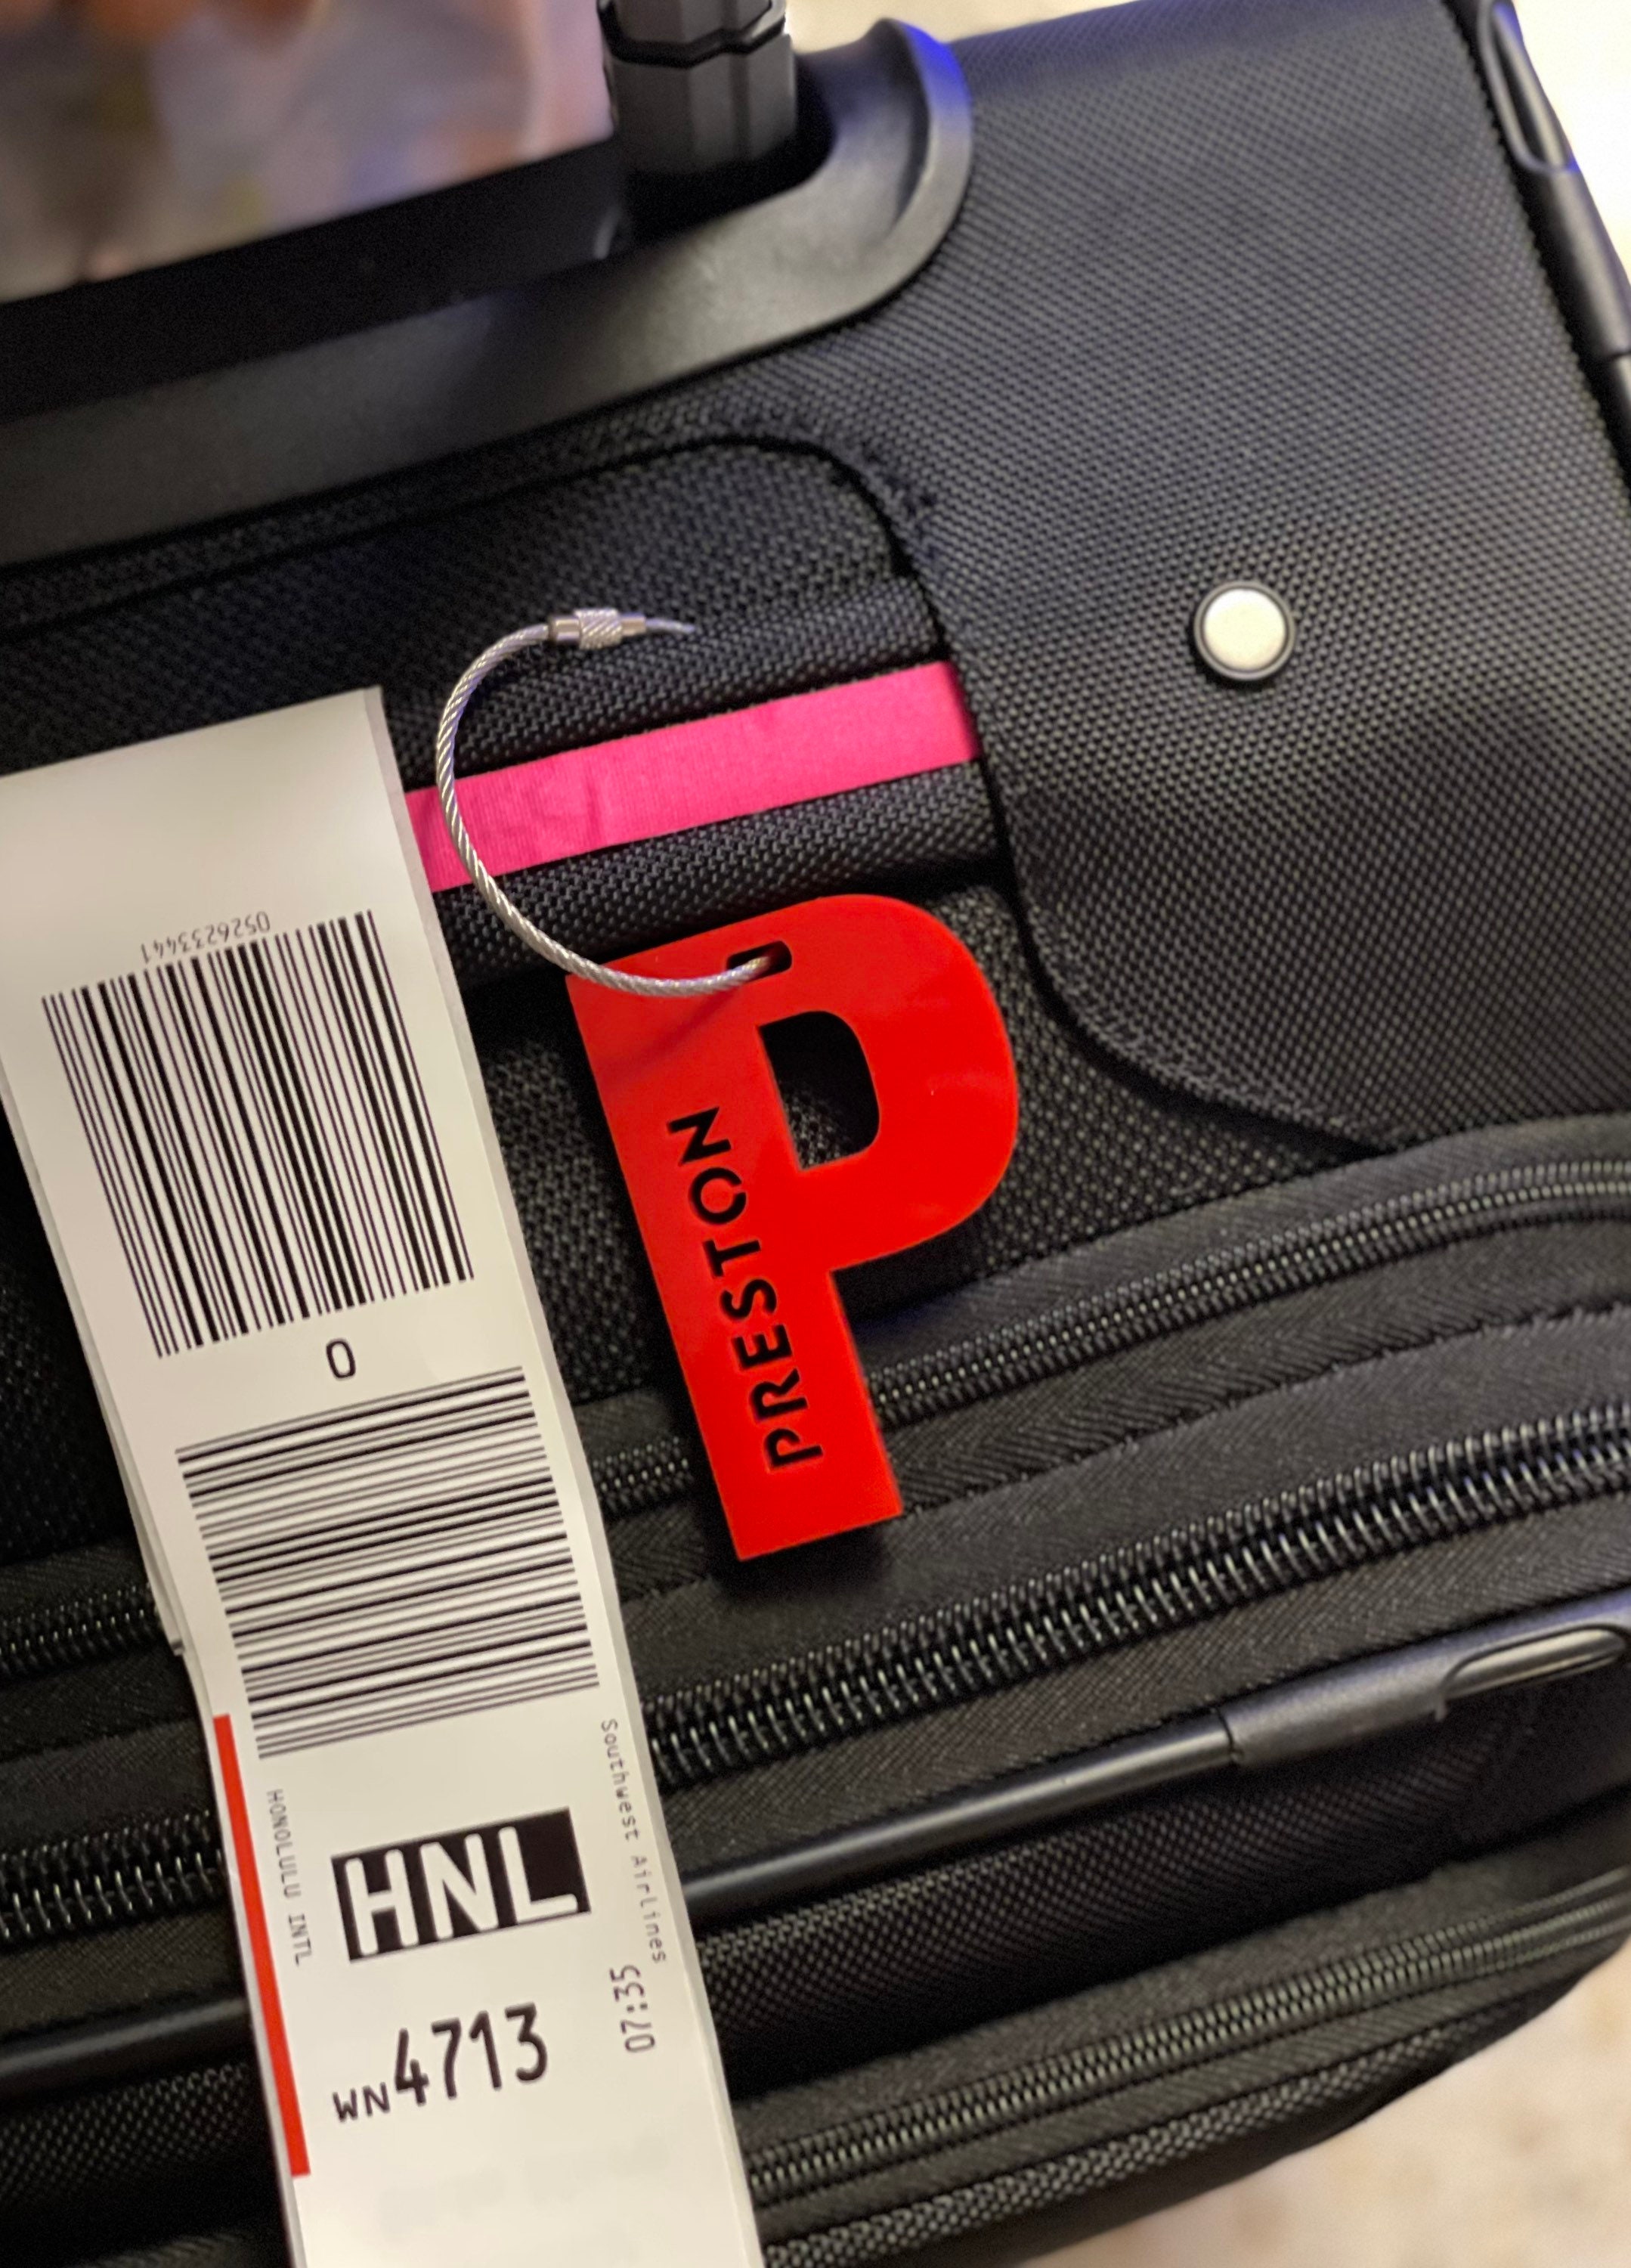 0526233441
0
Southwest Airlines
HONOLULU INTL
HNL
07:35
WN4713
P
PRESTON